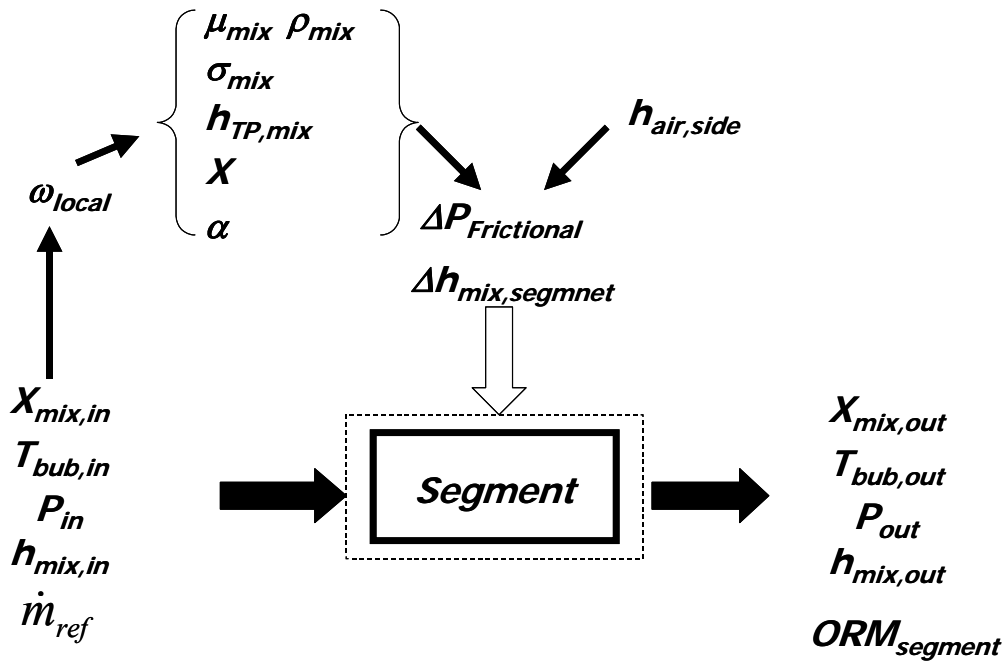 μmix ρmix
σmix
hTP,mix
X
α
hair,side
ωlocal
ΔPFrictional
Δhmix,segmnet
Xmix,in
Tbub,in
Pin
hmix,in
ṁref
Segment
Xmix,out
Tbub,out
Pout
hmix,out
ORMsegment